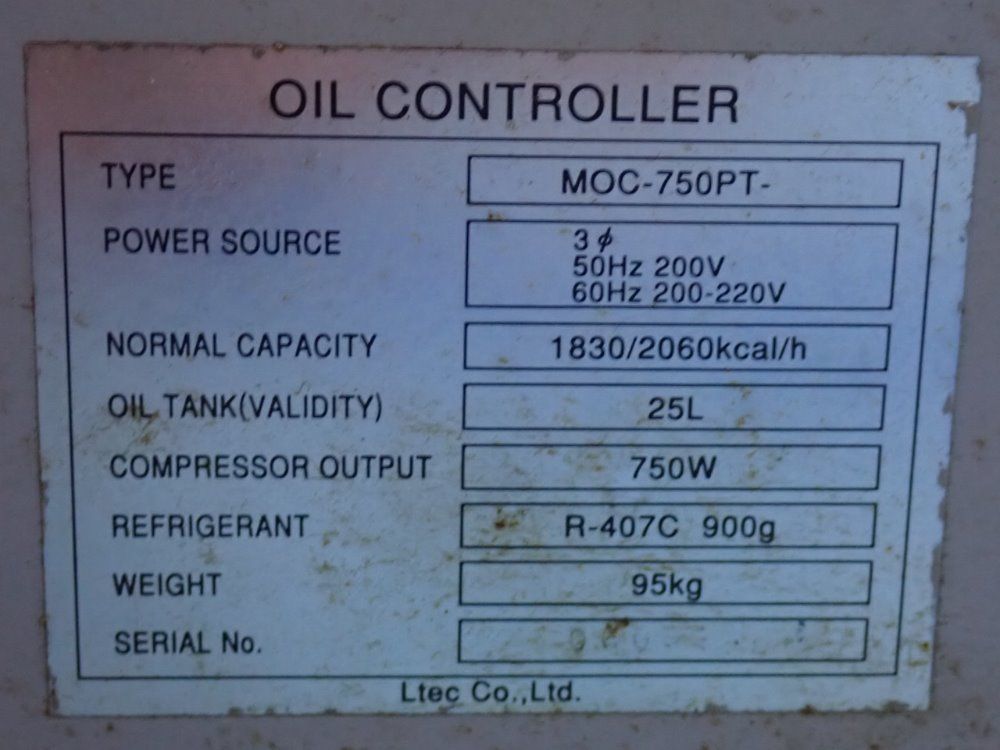 OIL CONTROLLER
TYPE MOC-750PT-
POWER SOURCE 3ϕ
50Hz 200V
60Hz 200-220V
NORMAL CAPACITY 1830/2060kcal/h
OIL TANK(VALIDITY) 25L
COMPRESSOR OUTPUT 750W
REFRIGERANT R-407C 900g
WEIGHT 95kg
SERIAL No.
Ltec Co.,Ltd.